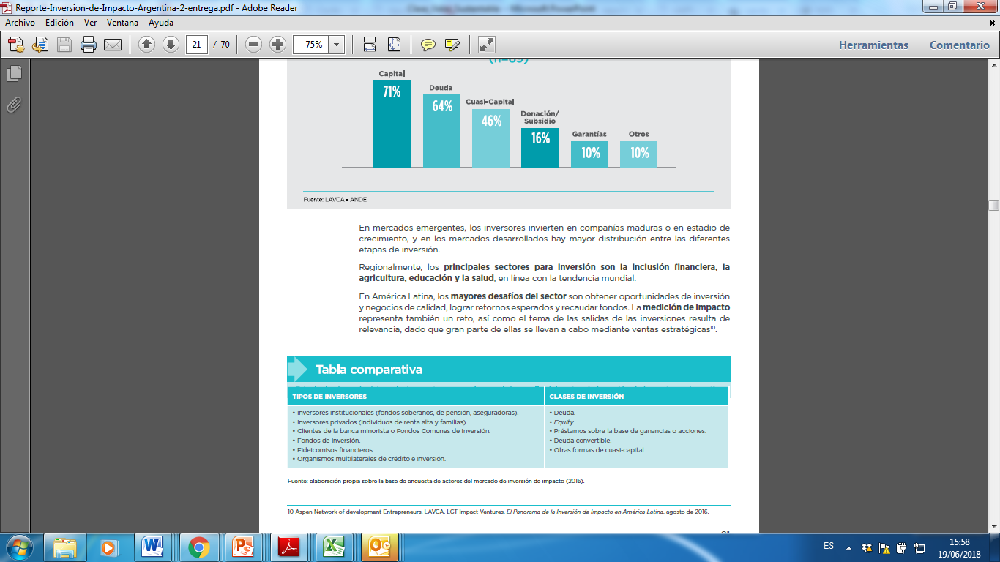 Reporte-Inversion-de-Impacto-Argentina-2-entrega.pdf - Adobe Reader
Archivo Edición Ver Ventana Ayuda
21 / 70 75% Herramientas Comentario
(n=89)
Capital
71%
Deuda
64%
Cuasi-Capital
46%
Donación/
Subsidio
16%
Garantías
10%
Otros
10%
Fuente: LAVCA - ANDE
En mercados emergentes, los inversores invierten en compañías maduras o en estadio de
crecimiento, y en los mercados desarrollados hay mayor distribución entre las diferentes
etapas de inversión.
Regionalmente, los principales sectores para inversión son la inclusión financiera, la
agricultura, educación y la salud, en línea con la tendencia mundial.
En América Latina, los mayores desafíos del sector son obtener oportunidades de inversión
y negocios de calidad, lograr retornos esperados y recaudar fondos. La medición de impacto
representa también un reto, así como el tema de las salidas de las inversiones resulta de
relevancia, dado que gran parte de ellas se llevan a cabo mediante ventas estratégicas¹⁰.
Tabla comparativa
TIPOS DE INVERSORES
• Inversores institucionales (fondos soberanos, de pensión, aseguradoras).
• Inversores privados (individuos de renta alta y familias).
• Clientes de la banca minorista o Fondos Comunes de Inversión.
• Fondos de inversión.
• Fideicomisos financieros.
• Organismos multilaterales de crédito e inversión.
CLASES DE INVERSIÓN
• Deuda.
• Equity.
• Préstamos sobre la base de ganancias o acciones.
• Deuda convertible.
• Otras formas de cuasi-capital.
Fuente: elaboración propia sobre la base de encuesta de actores del mercado de inversión de impacto (2016).
10 Aspen Network of development Entrepreneurs, LAVCA, LGT Impact Ventures, El Panorama de la Inversión de Impacto en América Latina, agosto de 2016.
ES
15:58
19/06/2018